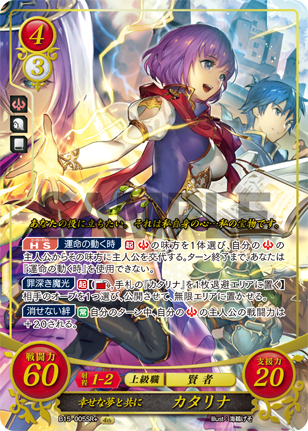 4
3
SAMPLE
あなたの役に立ちたい。それは私自身の心…私の宝物です。
HS 運命の動く時 起 の味方を1体選び、自分の の
主人公からその味方に主人公を交代する。ターン終了まで、あなたは
『運命の動く時』を使用できない。
罪深き魔光 起 【 、手札の「カタリナ」を1枚退避エリアに置く】
相手のオーブを1つ選び、公開させて、無限エリアに置かせる。
消せない絆 常 自分のターン中、自分の の主人公の戦闘力は
+20される。
戦闘力
60
射程 1-2
上級職
賢者
支援力
20
幸せな夢と共に
カタリナ
B15-005SR+ 4th
Illust:海鵜げそ